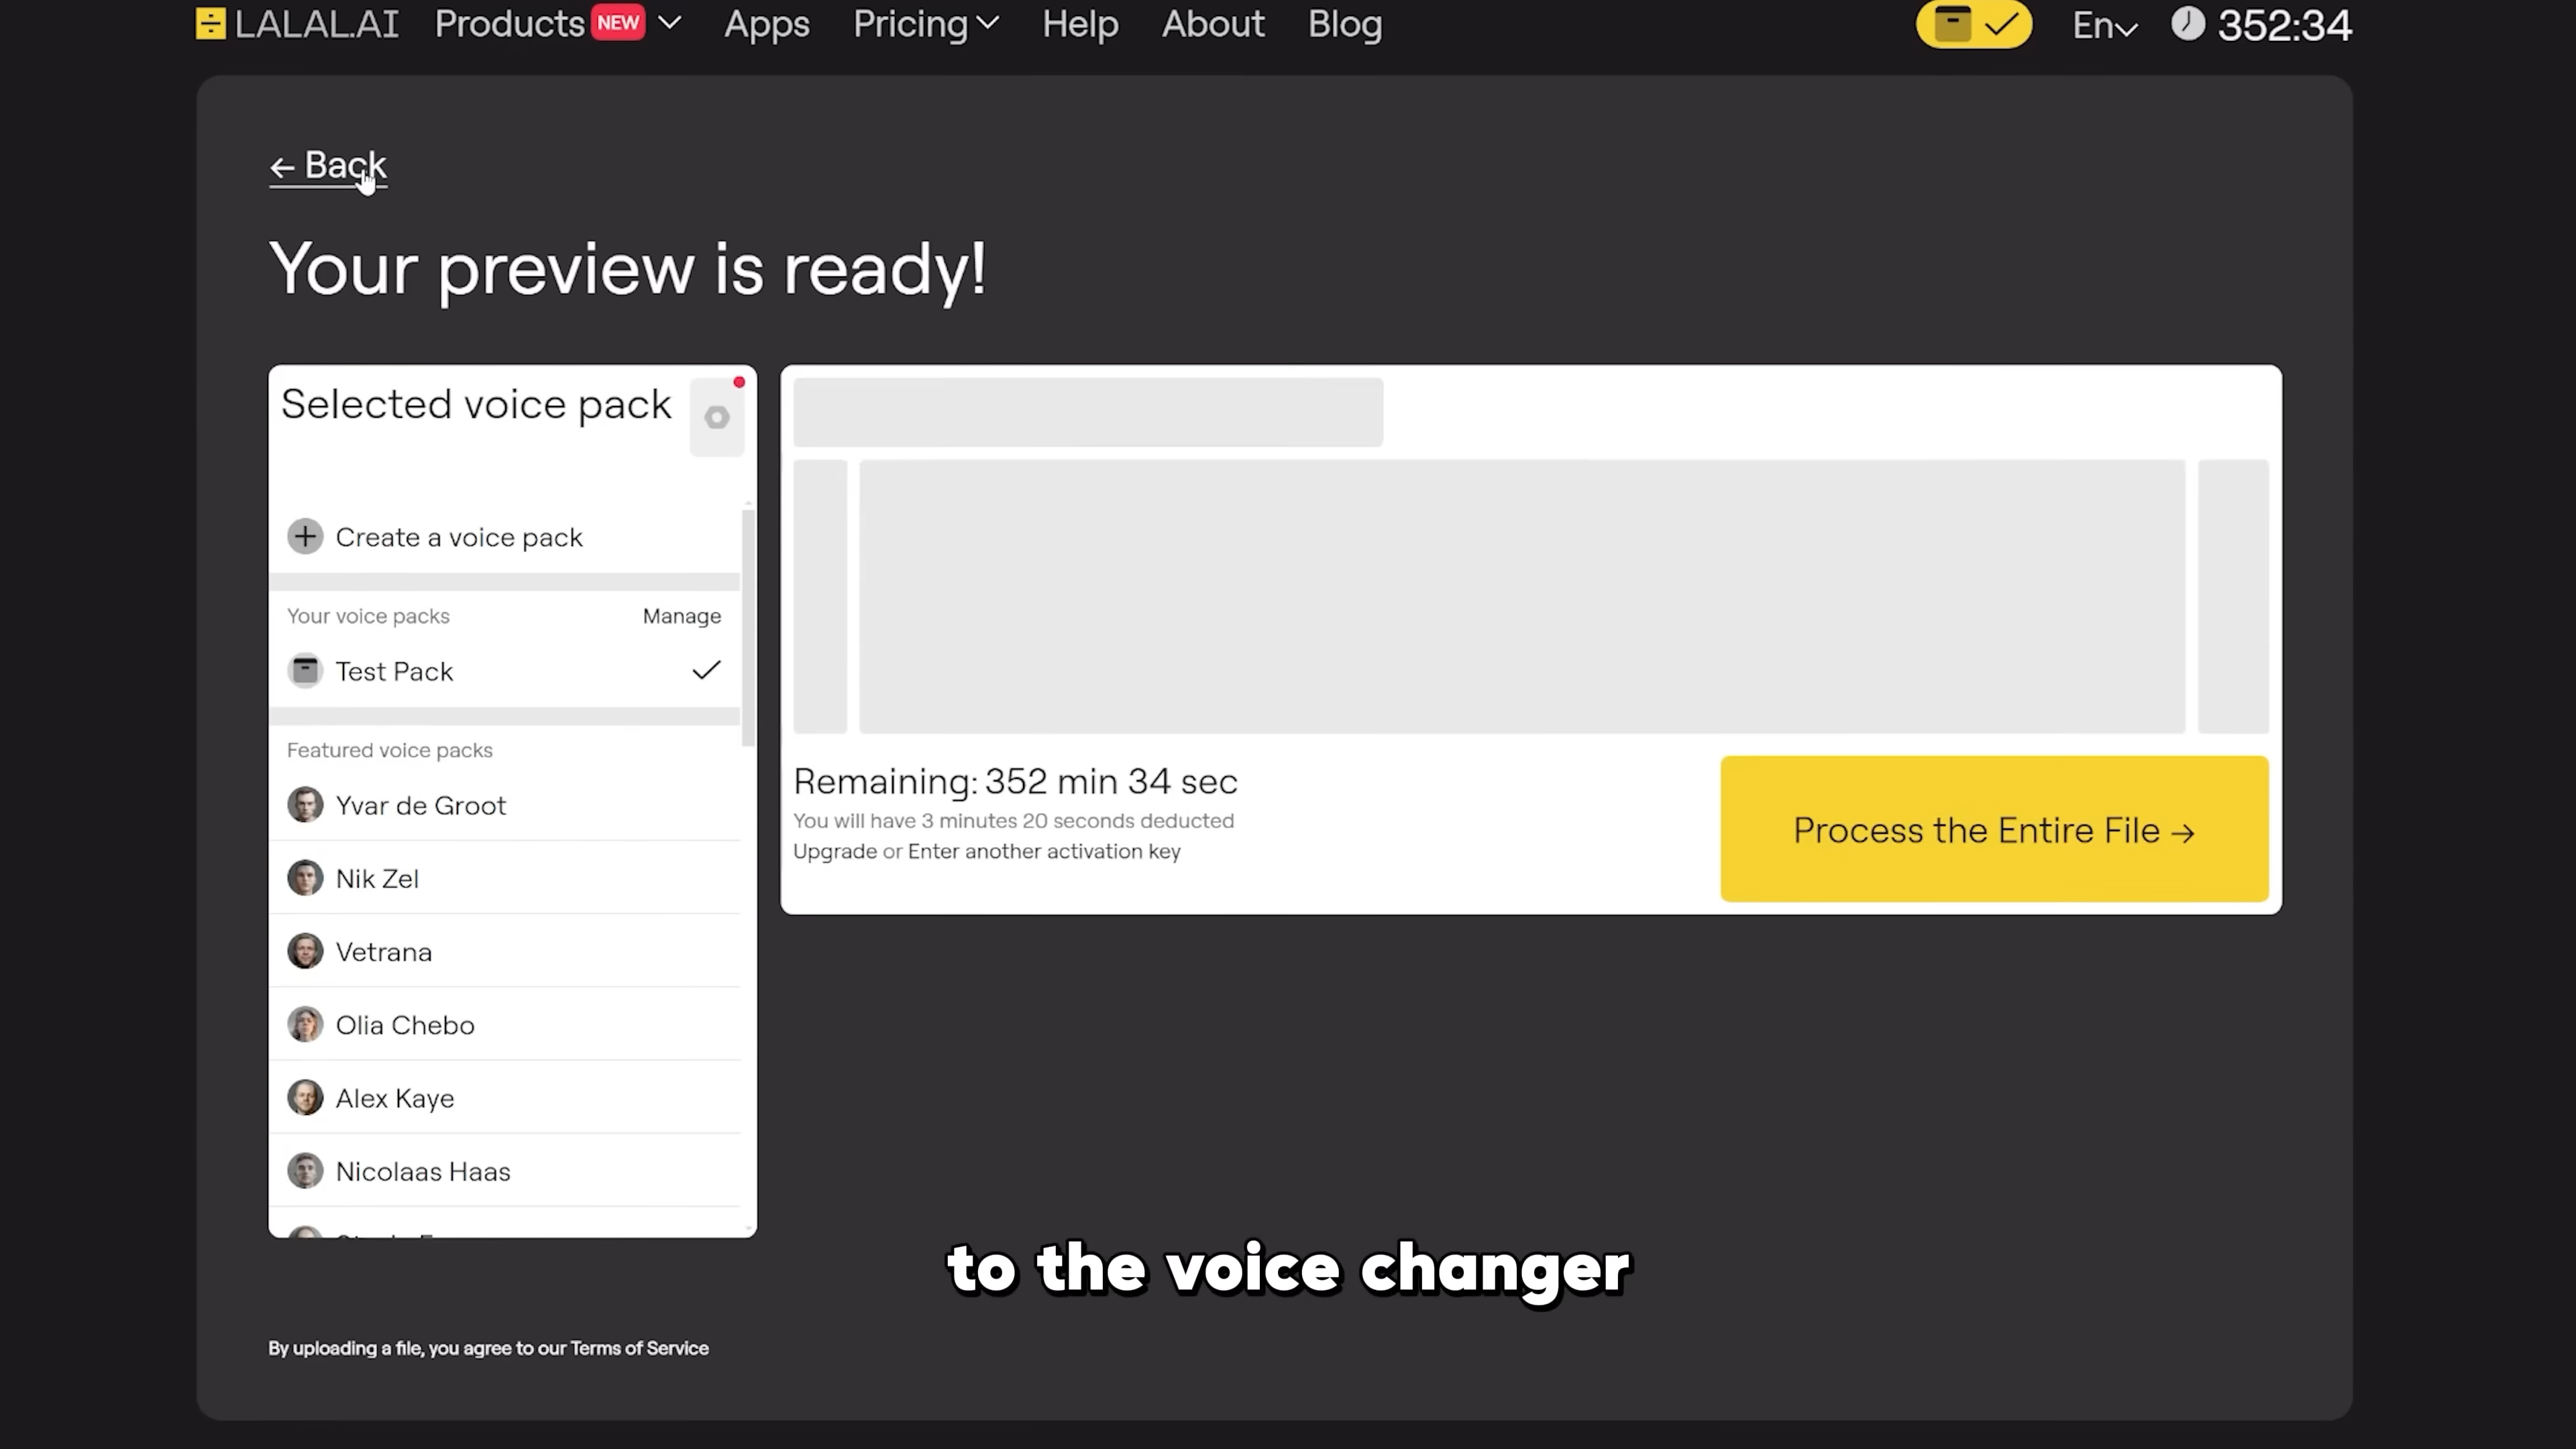 LALAL.AI Products NEW Apps Pricing Help About Blog En 352:34
← Back
Your preview is ready!
Selected voice pack
Create a voice pack
Your voice packs Manage
Test Pack
Featured voice packs
Yvar de Groot
Nik Zel
Vetrana
Olia Chebo
Alex Kaye
Nicolaas Haas
Remaining: 352 min 34 sec
You will have 3 minutes 20 seconds deducted
Upgrade or Enter another activation key
Process the Entire File →
to the voice changer
By uploading a file, you agree to our Terms of Service